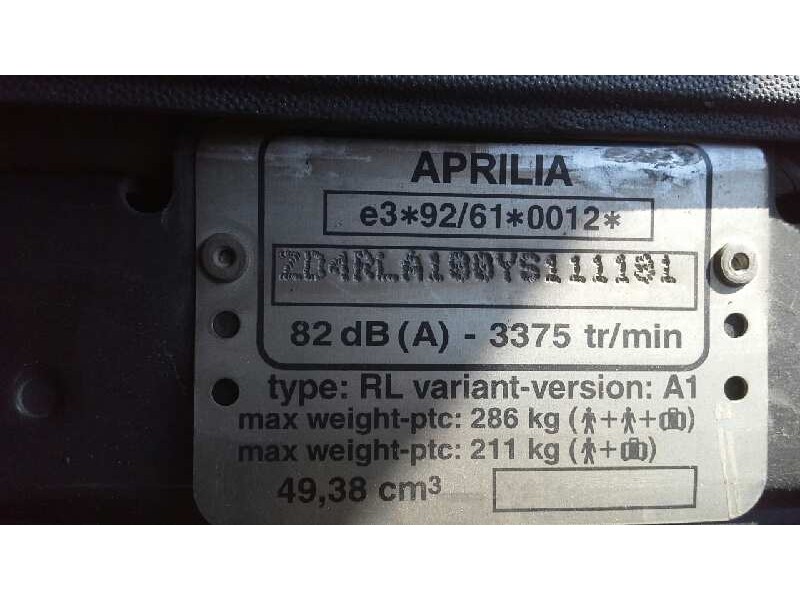 APRILIA
e3*92/61*0012*
ZD4RLA100YS111101
82 dB (A) - 3375 tr/min
type: RL variant-version: A1
max weight-ptc: 286 kg ( + + )
max weight-ptc: 211 kg ( + )
49,38 cm³